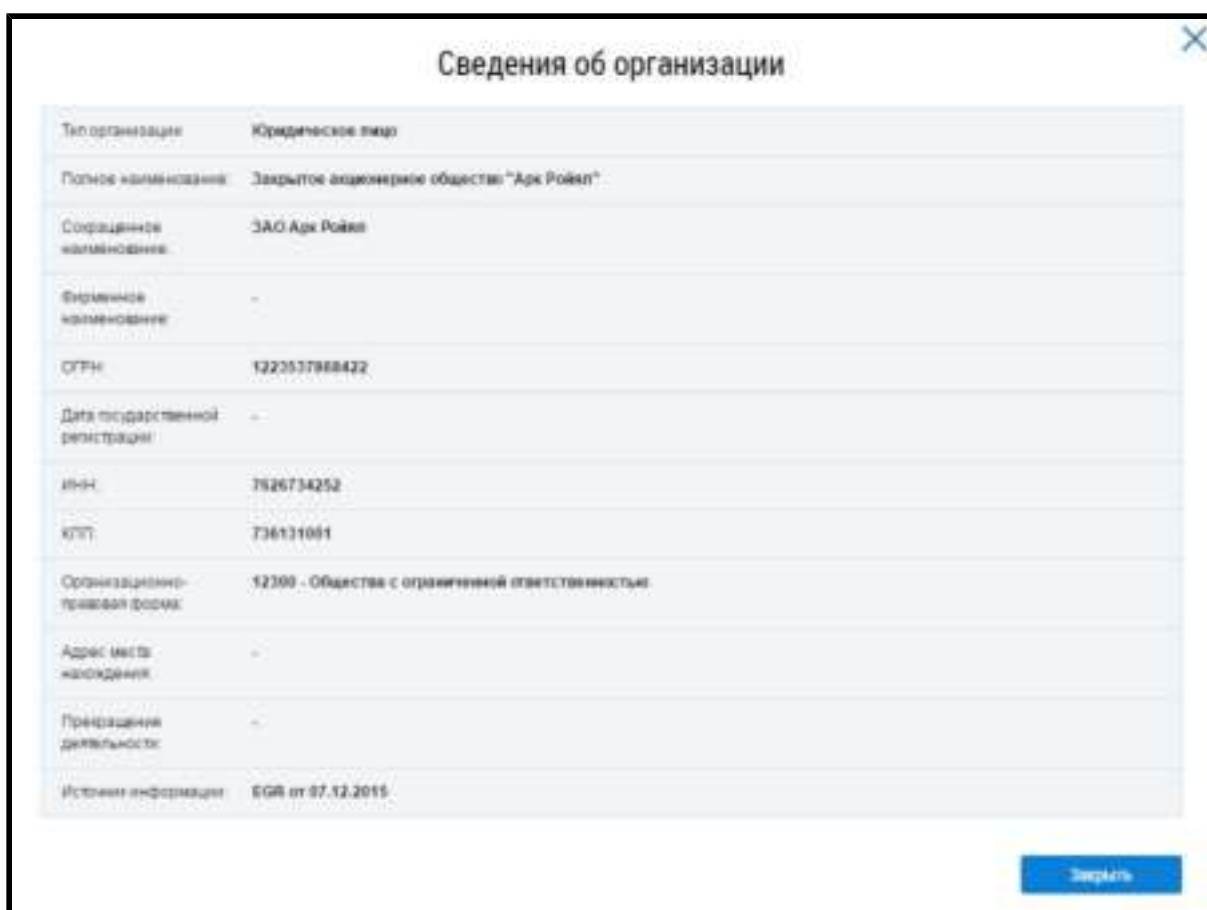 Сведения об организации
Тип организации: Юридическое лицо
Полное наименование: Закрытое акционерное общество "Арк Ройял"
Сокращенное ЗАО Арк Ройял
наименование:
Фирменное -
наименование:
ОГРН:
Дата государственной -
регистрации:
ИНН: 7626734252
КПП: 736131001
Организационно- 12300 - Общества с ограниченной ответственностью
правовая форма:
Адрес места -
нахождения:
Прекращение -
деятельности:
Источник информации: EGR от 07.12.2015
Закрыть